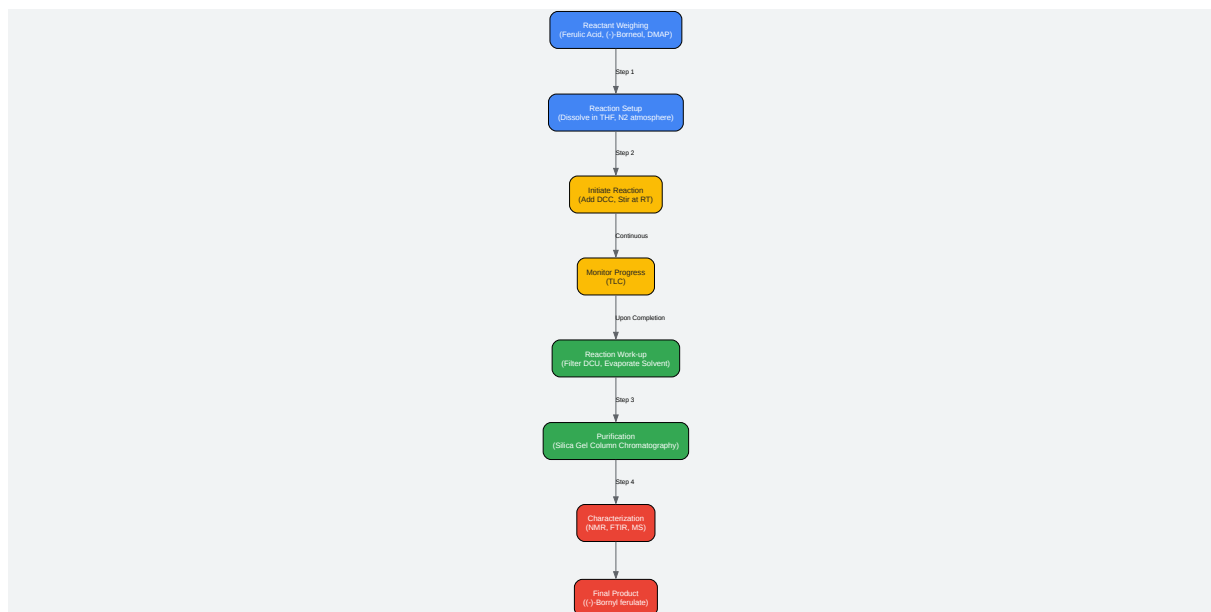 Reactant Weighing
(Ferulic Acid, (-)-Borneol, DMAP)
Step 1
Reaction Setup
(Dissolve in THF, N2 atmosphere)
Step 2
Initiate Reaction
(Add DCC, Stir at RT)
Continuous
Monitor Progress
(TLC)
Upon Completion
Reaction Work-up
(Filter DCU, Evaporate Solvent)
Step 3
Purification
(Silica Gel Column Chromatography)
Step 4
Characterization
(NMR, FTIR, MS)
Final Product
((-)-Bornyl ferulate)